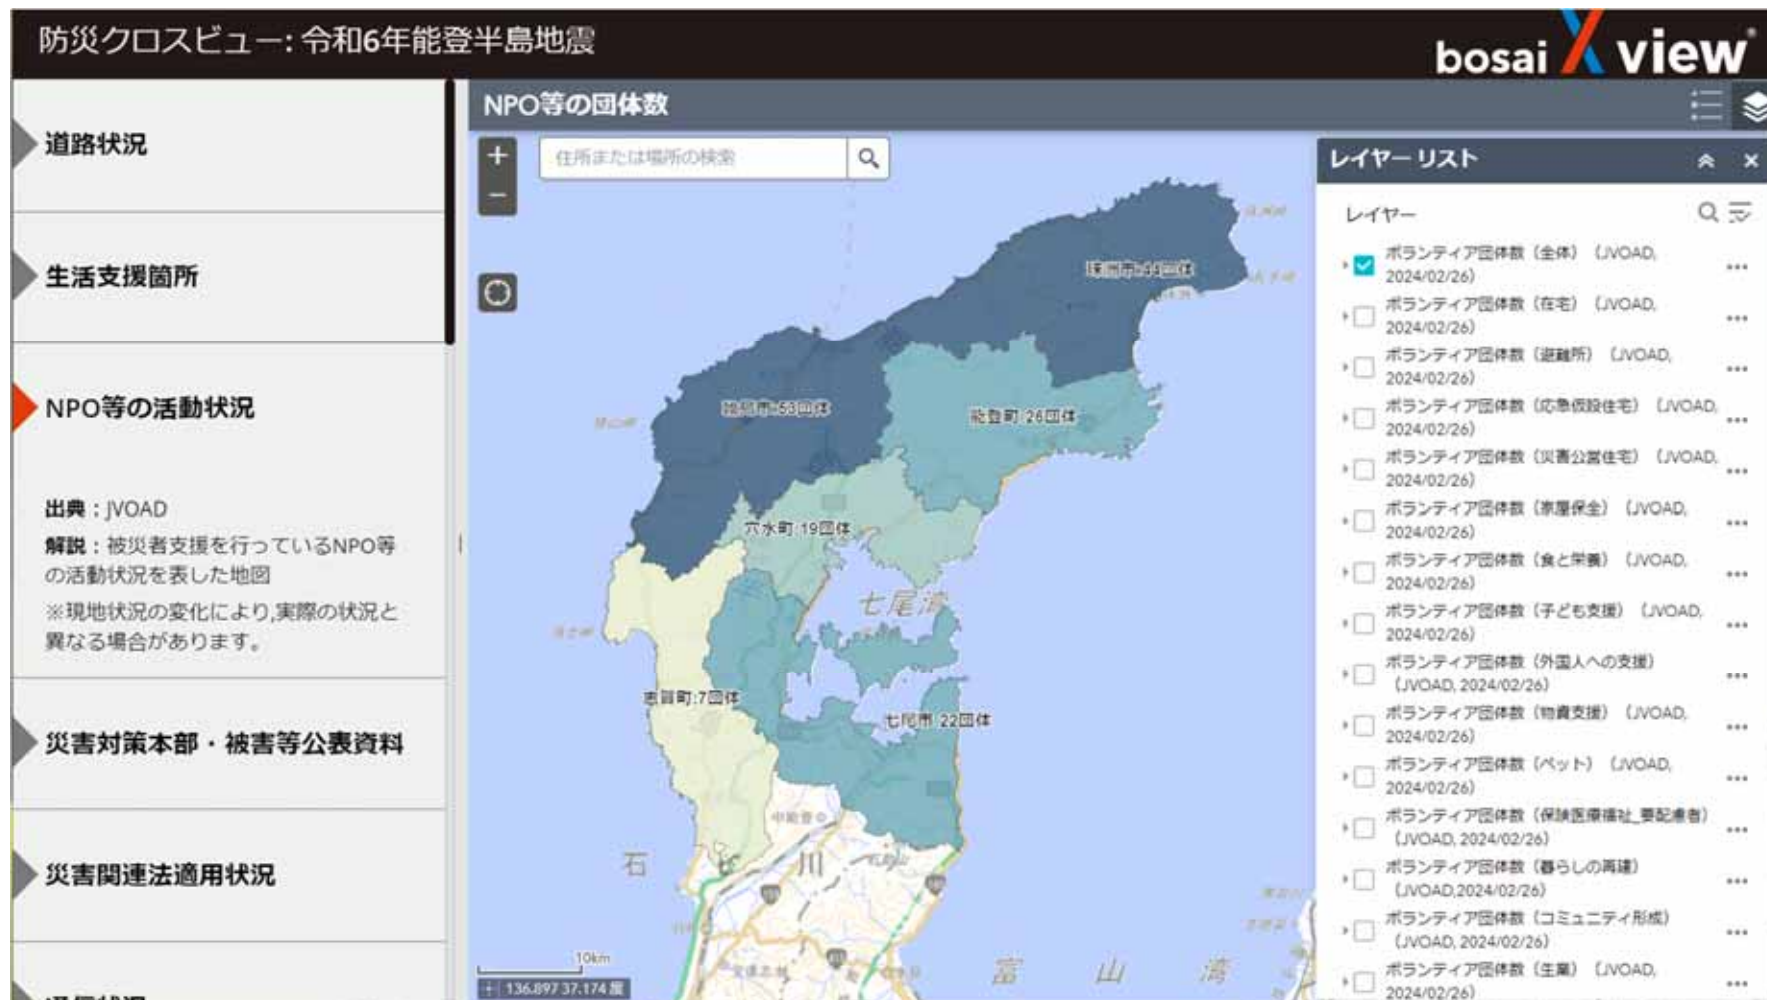 防災クロスビュー: 令和6年能登半島地震
bosai X view
道路状況
生活支援箇所
NPO等の活動状況
出典：JVOAD
解説：被災者支援を行っているNPO等
の活動状況を表した地図
※現地状況の変化により,実際の状況と
異なる場合があります。
災害対策本部・被害等公表資料
災害関連法適用状況
NPO等の団体数
+
住所または場所の検索
−
珠洲市:44団体
輪島市:53団体
能登町:26団体
穴水町:19団体
七尾湾
志賀町:7団体
七尾市:22団体
中能登
石 川
富 山 湾
10km
136.897 37.174 度
レイヤー リスト
レイヤー
ボランティア団体数（全体）（JVOAD,
2024/02/26）
ボランティア団体数（在宅）（JVOAD,
2024/02/26）
ボランティア団体数（避難所）（JVOAD,
2024/02/26）
ボランティア団体数（応急仮設住宅）（JVOAD,
2024/02/26）
ボランティア団体数（災害公営住宅）（JVOAD,
2024/02/26）
ボランティア団体数（家屋保全）（JVOAD,
2024/02/26）
ボランティア団体数（食と栄養）（JVOAD,
2024/02/26）
ボランティア団体数（子ども支援）（JVOAD,
2024/02/26）
ボランティア団体数（外国人への支援）
（JVOAD, 2024/02/26）
ボランティア団体数（物資支援）（JVOAD,
2024/02/26）
ボランティア団体数（ペット）（JVOAD,
2024/02/26）
ボランティア団体数（保険医療福祉_要配慮者）
（JVOAD, 2024/02/26）
ボランティア団体数（暮らしの再建）
（JVOAD,2024/02/26）
ボランティア団体数（コミュニティ形成）
（JVOAD, 2024/02/26）
ボランティア団体数（生業）（JVOAD,
2024/02/26）